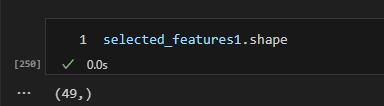 1 selected_features1.shape
[250] ✓ 0.0s
... (49,)